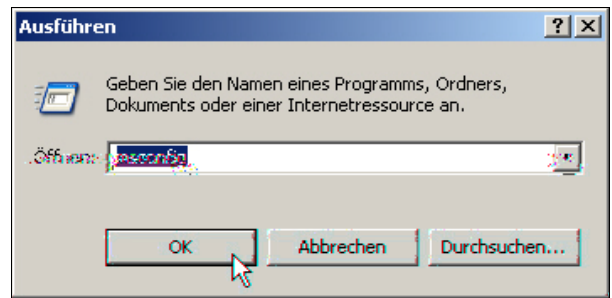 Ausführen
Geben Sie den Namen eines Programms, Ordners,
Dokuments oder einer Internetressource an.
Öffnen:
OK Abbrechen Durchsuchen...